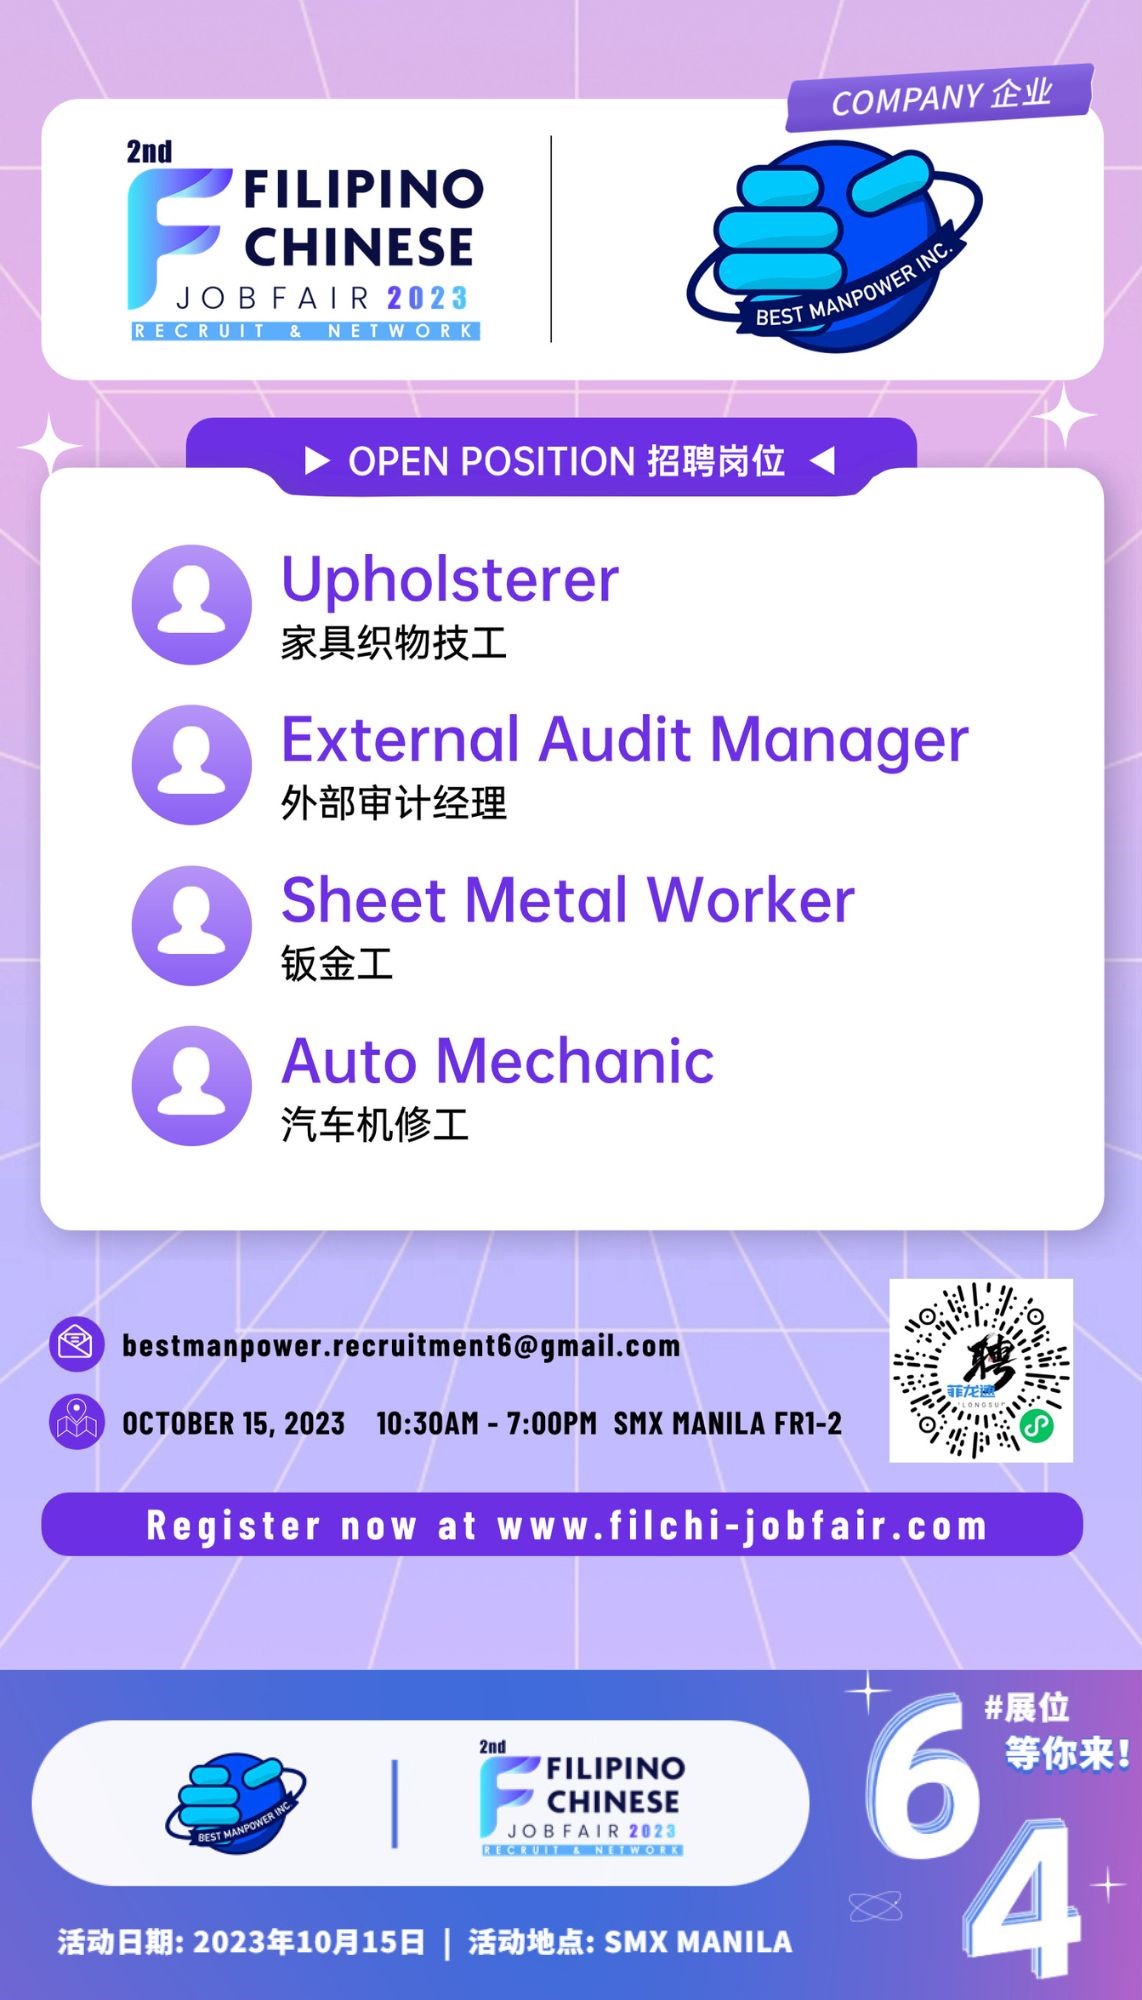 COMPANY 企业
2nd
FILIPINO
CHINESE
JOBFAIR 2023
RECRUIT & NETWORK
BEST MANPOWER INC.
OPEN POSITION 招聘岗位
Upholsterer
家具织物技工
External Audit Manager
外部审计经理
Sheet Metal Worker
钣金工
Auto Mechanic
汽车机修工
bestmanpower.recruitment6@gmail.com
聘
菲龙速
OCTOBER 15, 2023 10:30AM - 7:00PM SMX MANILA FR1-2
Register now at www.filchi-jobfair.com
#展位
等你来!
64
BEST MANPOWER INC.
2nd
FILIPINO
CHINESE
JOBFAIR 2023
RECRUIT & NETWORK
活动日期: 2023年10月15日 | 活动地点: SMX MANILA